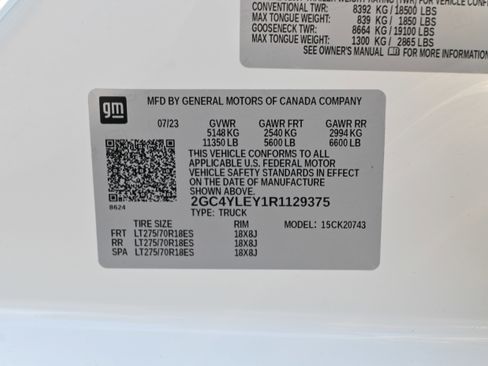 CONVENTIONAL TWR: 8392 KG / 18500 LBS
MAX TONGUE WEIGHT: 839 KG / 1850 LBS
GOOSENECK TWR: 8664 KG / 19100 LBS
MAX TONGUE WEIGHT: 1300 KG / 2865 LBS
SEE OWNER'S MANUAL FOR MORE INFORMATION
gm
MFD BY GENERAL MOTORS OF CANADA COMPANY
07/23 GVWR GAWR FRT GAWR RR
5148 KG 2540 KG 2994 KG
11350 LB 5600 LB 6600 LB
THIS VEHICLE CONFORMS TO ALL
APPLICABLE U.S. FEDERAL MOTOR
VEHICLE SAFETY STANDARDS IN EFFECT
ON THE DATE OF MANUFACTURE
SHOWN ABOVE.
8624
2GC4YLEY1R1129375
TYPE: TRUCK
TIRE SIZE RIM MODEL: 15CK20743
FRT LT275/70R18ES 18X8J
RR LT275/70R18ES 18X8J
SPA LT275/70R18ES 18X8J